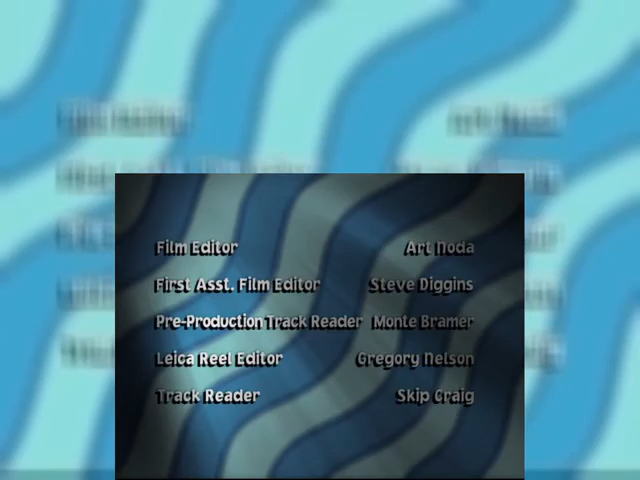 Film Editor Art Noda
First Asst. Film Editor Steve Diggins
Pre-Production Track Reader Monte Bramer
Leica Reel Editor Gregory Nelson
Track Reader Skip Craig